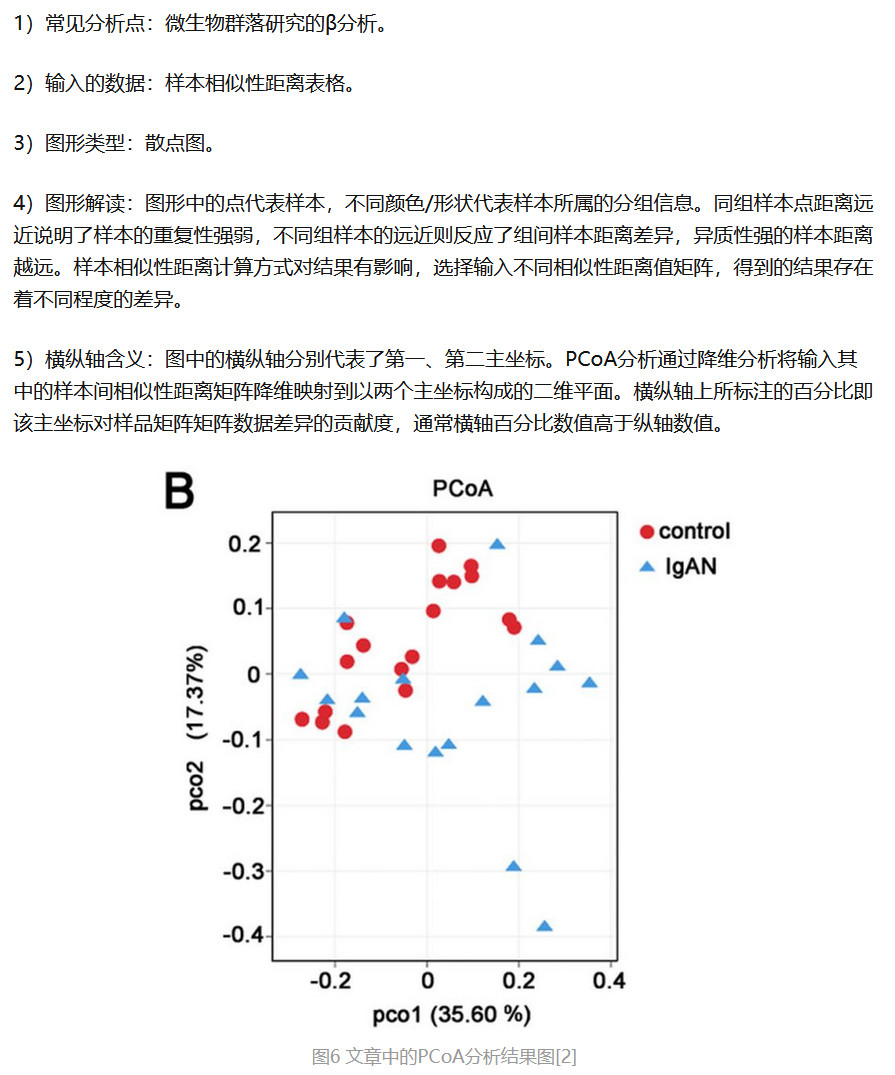 1）常见分析点：微生物群落研究的β分析。
2）输入的数据：样本相似性距离表格。
3）图形类型：散点图。
4）图形解读：图形中的点代表样本，不同颜色/形状代表样本所属的分组信息。同组样本点距离远
近说明了样本的重复性强弱，不同组样本的远近则反应了组间样本距离差异，异质性强的样本距离
越远。样本相似性距离计算方式对结果有影响，选择输入不同相似性距离值矩阵，得到的结果存在
着不同程度的差异。
5）横纵轴含义：图中的横纵轴分别代表了第一、第二主坐标。PCoA分析通过降维分析将输入其
中的样本间相似性距离矩阵降维映射到以两个主坐标构成的二维平面。横纵轴上所标注的百分比即
该主坐标对样品矩阵矩阵数据差异的贡献度，通常横轴百分比数值高于纵轴数值。
B
PCoA
control
IgAN
0.2
0.1
0
-0.1
-0.2
-0.3
-0.4
pco2 (17.37%)
-0.2 0 0.2 0.4
pco1 (35.60 %)
图6 文章中的PCoA分析结果图[2]